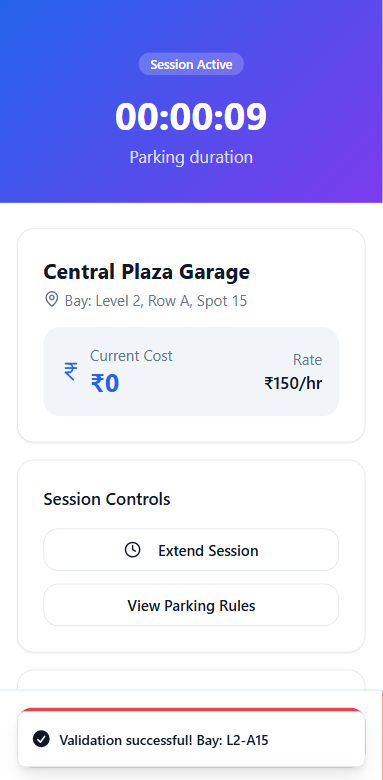 Session Active
00:00:09
Parking duration
Central Plaza Garage
Bay: Level 2, Row A, Spot 15
Current Cost
₹0
Rate
₹150/hr
Session Controls
Extend Session
View Parking Rules
Validation successful! Bay: L2-A15